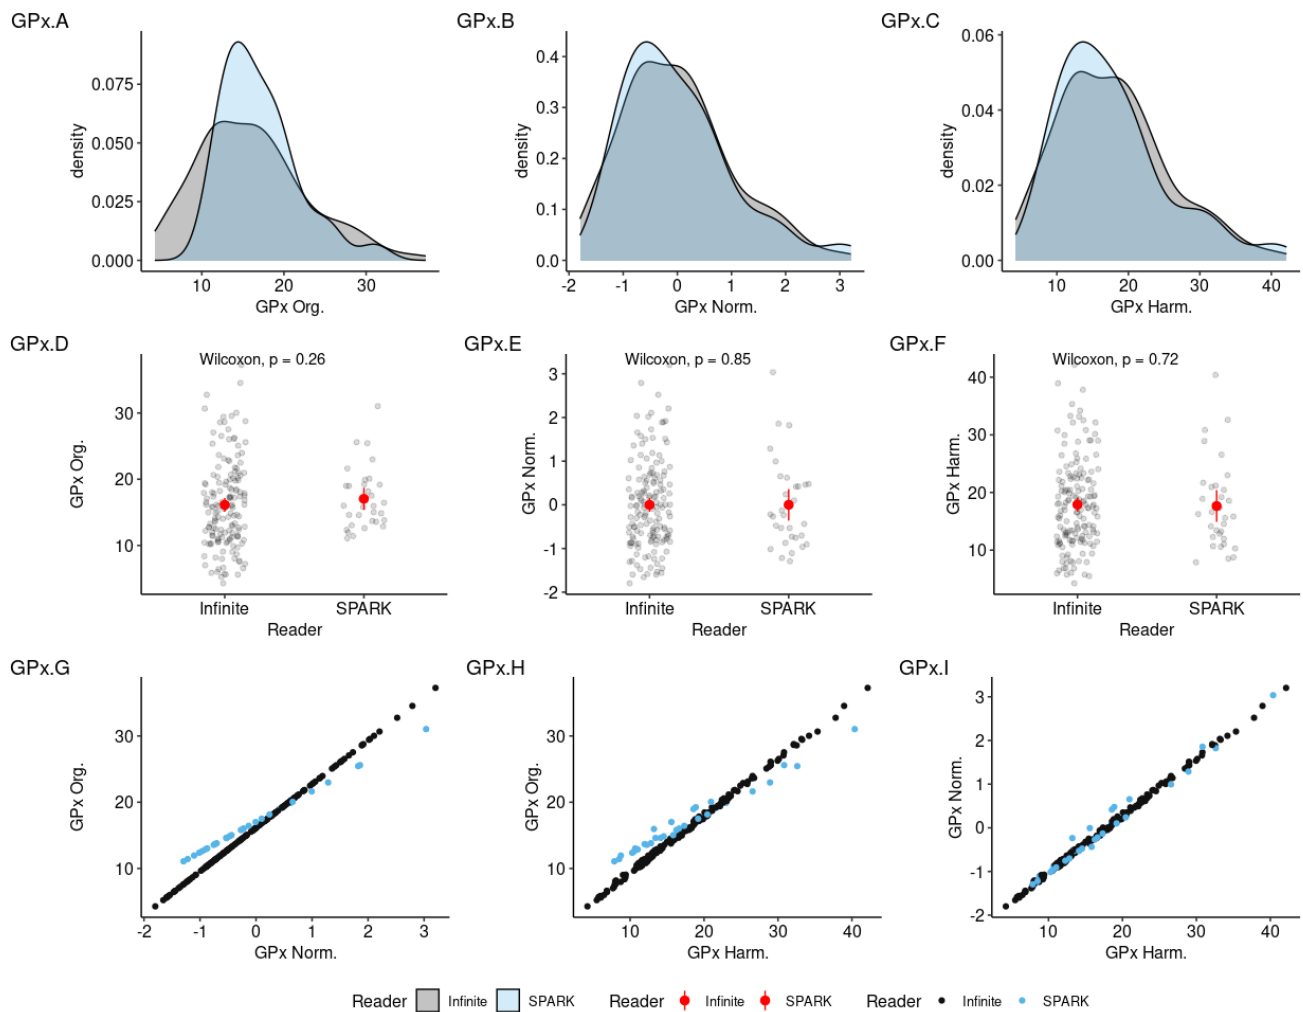 GPx.A
GPx.B
GPx.C
density
0.000
0.025
0.050
0.075
10
20
30
GPx Org.
density
0.0
0.1
0.2
0.3
0.4
-2
-1
0
1
2
3
GPx Norm.
density
0.00
0.02
0.04
0.06
10
20
30
40
GPx Harm.
GPx.D
GPx.E
GPx.F
Wilcoxon, p = 0.26
GPx Org.
10
20
30
Infinite
SPARK
Reader
Wilcoxon, p = 0.85
GPx Norm.
-2
-1
0
1
2
3
Infinite
SPARK
Reader
Wilcoxon, p = 0.72
GPx Harm.
10
20
30
40
Infinite
SPARK
Reader
GPx.G
GPx.H
GPx.I
GPx Org.
10
20
30
-2
-1
0
1
2
3
GPx Norm.
GPx Org.
10
20
30
10
20
30
40
GPx Harm.
GPx Norm.
-2
-1
0
1
2
3
10
20
30
40
GPx Harm.
Reader Infinite SPARK Reader Infinite SPARK Reader Infinite SPARK